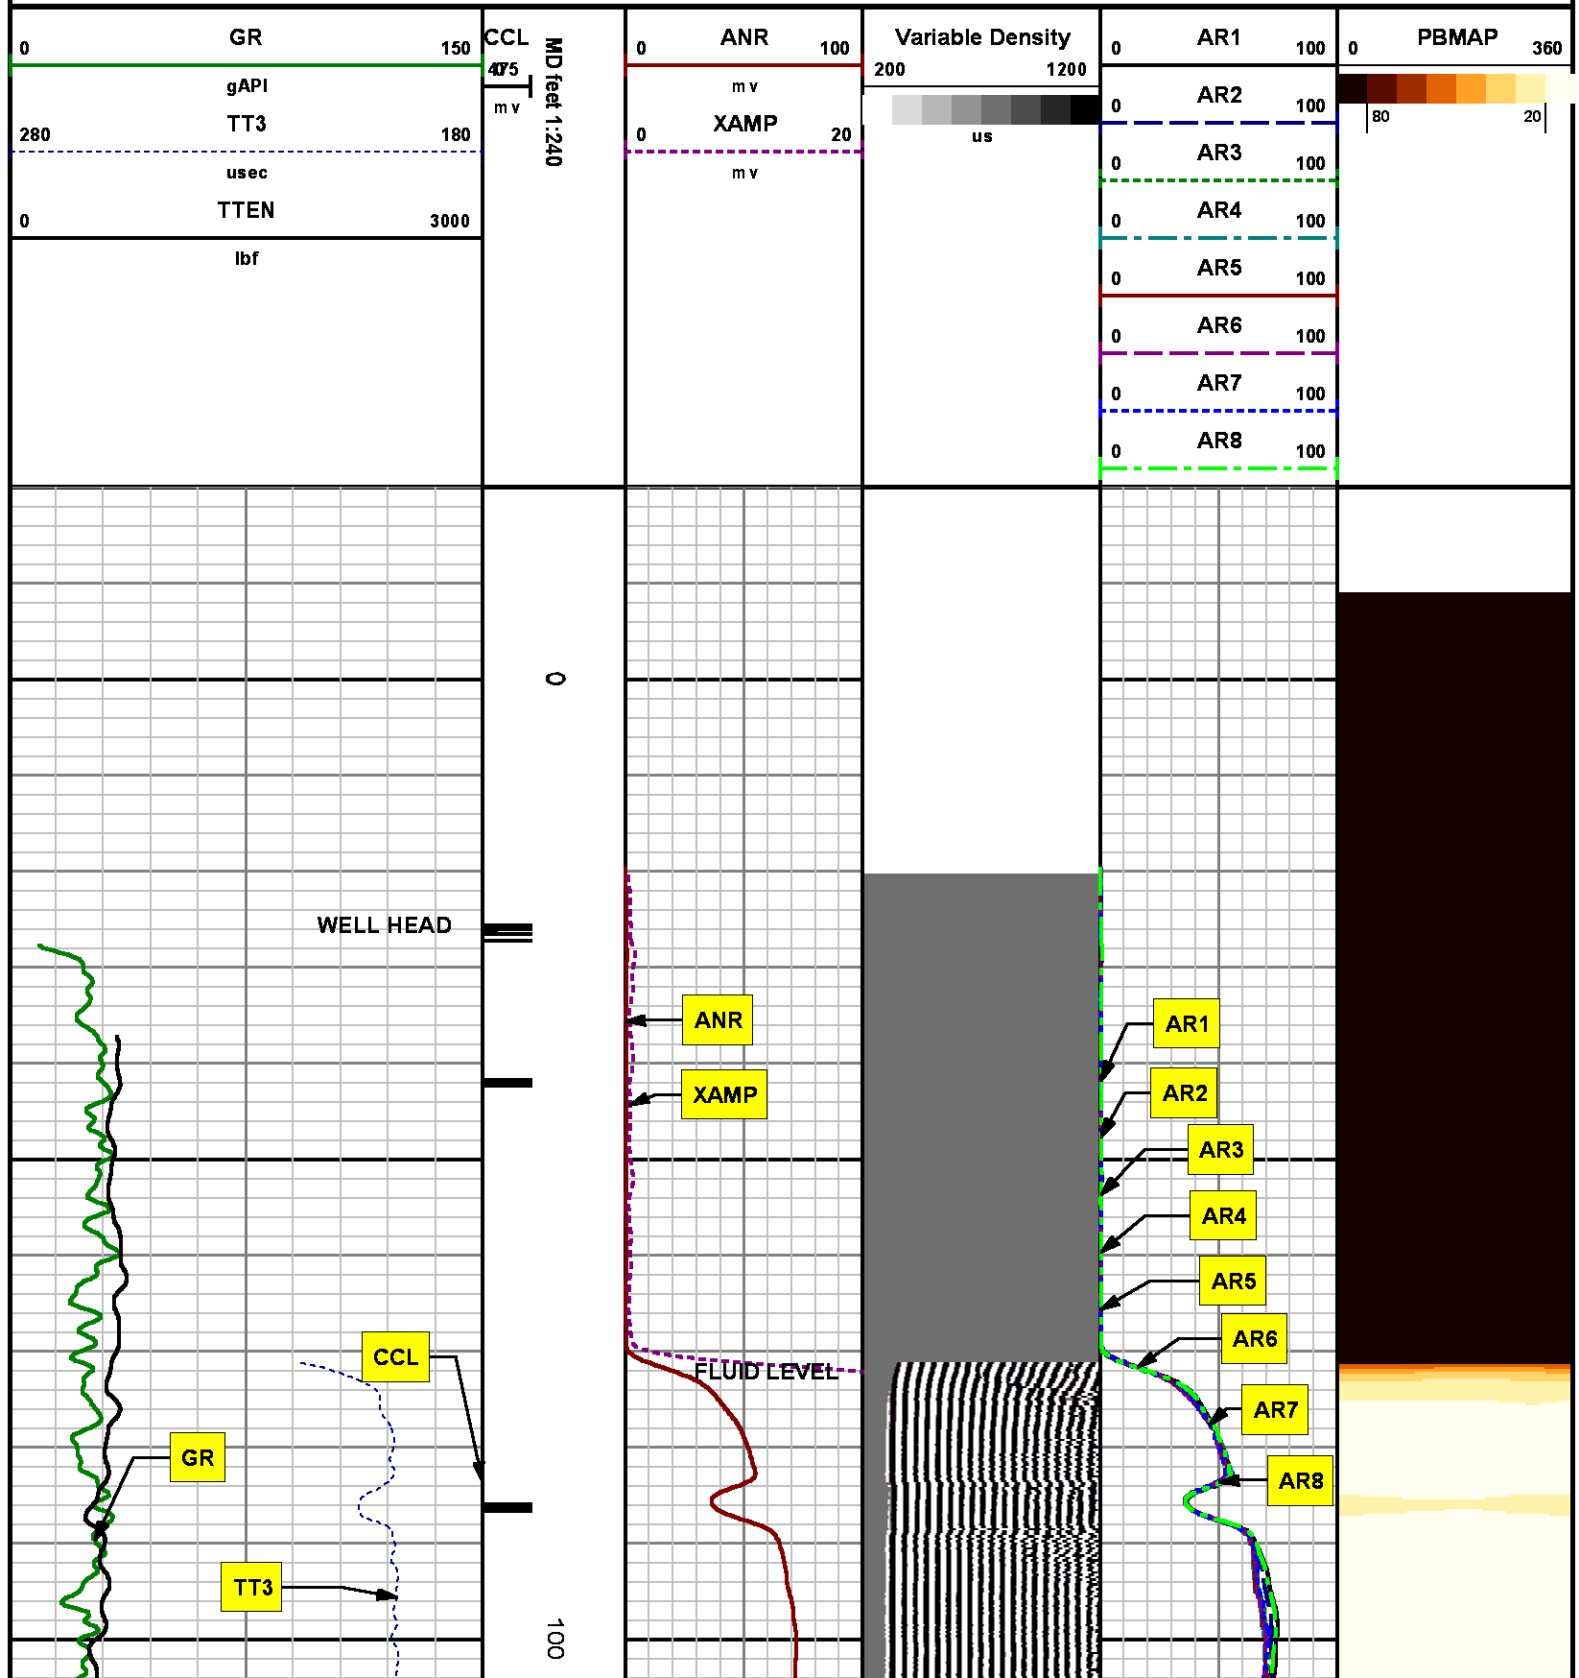 GR
0 150
gAPI
TT3
280 180
usec
TTEN
0 3000
lbf
CCL
mv
MD feet 1:240
ANR
0 100
mv
XAMP
0 20
mv
Variable Density
200 1200
us
AR1
0 100
AR2
0 100
AR3
0 100
AR4
0 100
AR5
0 100
AR6
0 100
AR7
0 100
AR8
0 100
PBMAP
0 360
80 20
0
WELL HEAD
ANR
AR1
XAMP
AR2
AR3
AR4
AR5
AR6
CCL
FLUID LEVEL
AR7
GR
AR8
TT3
100